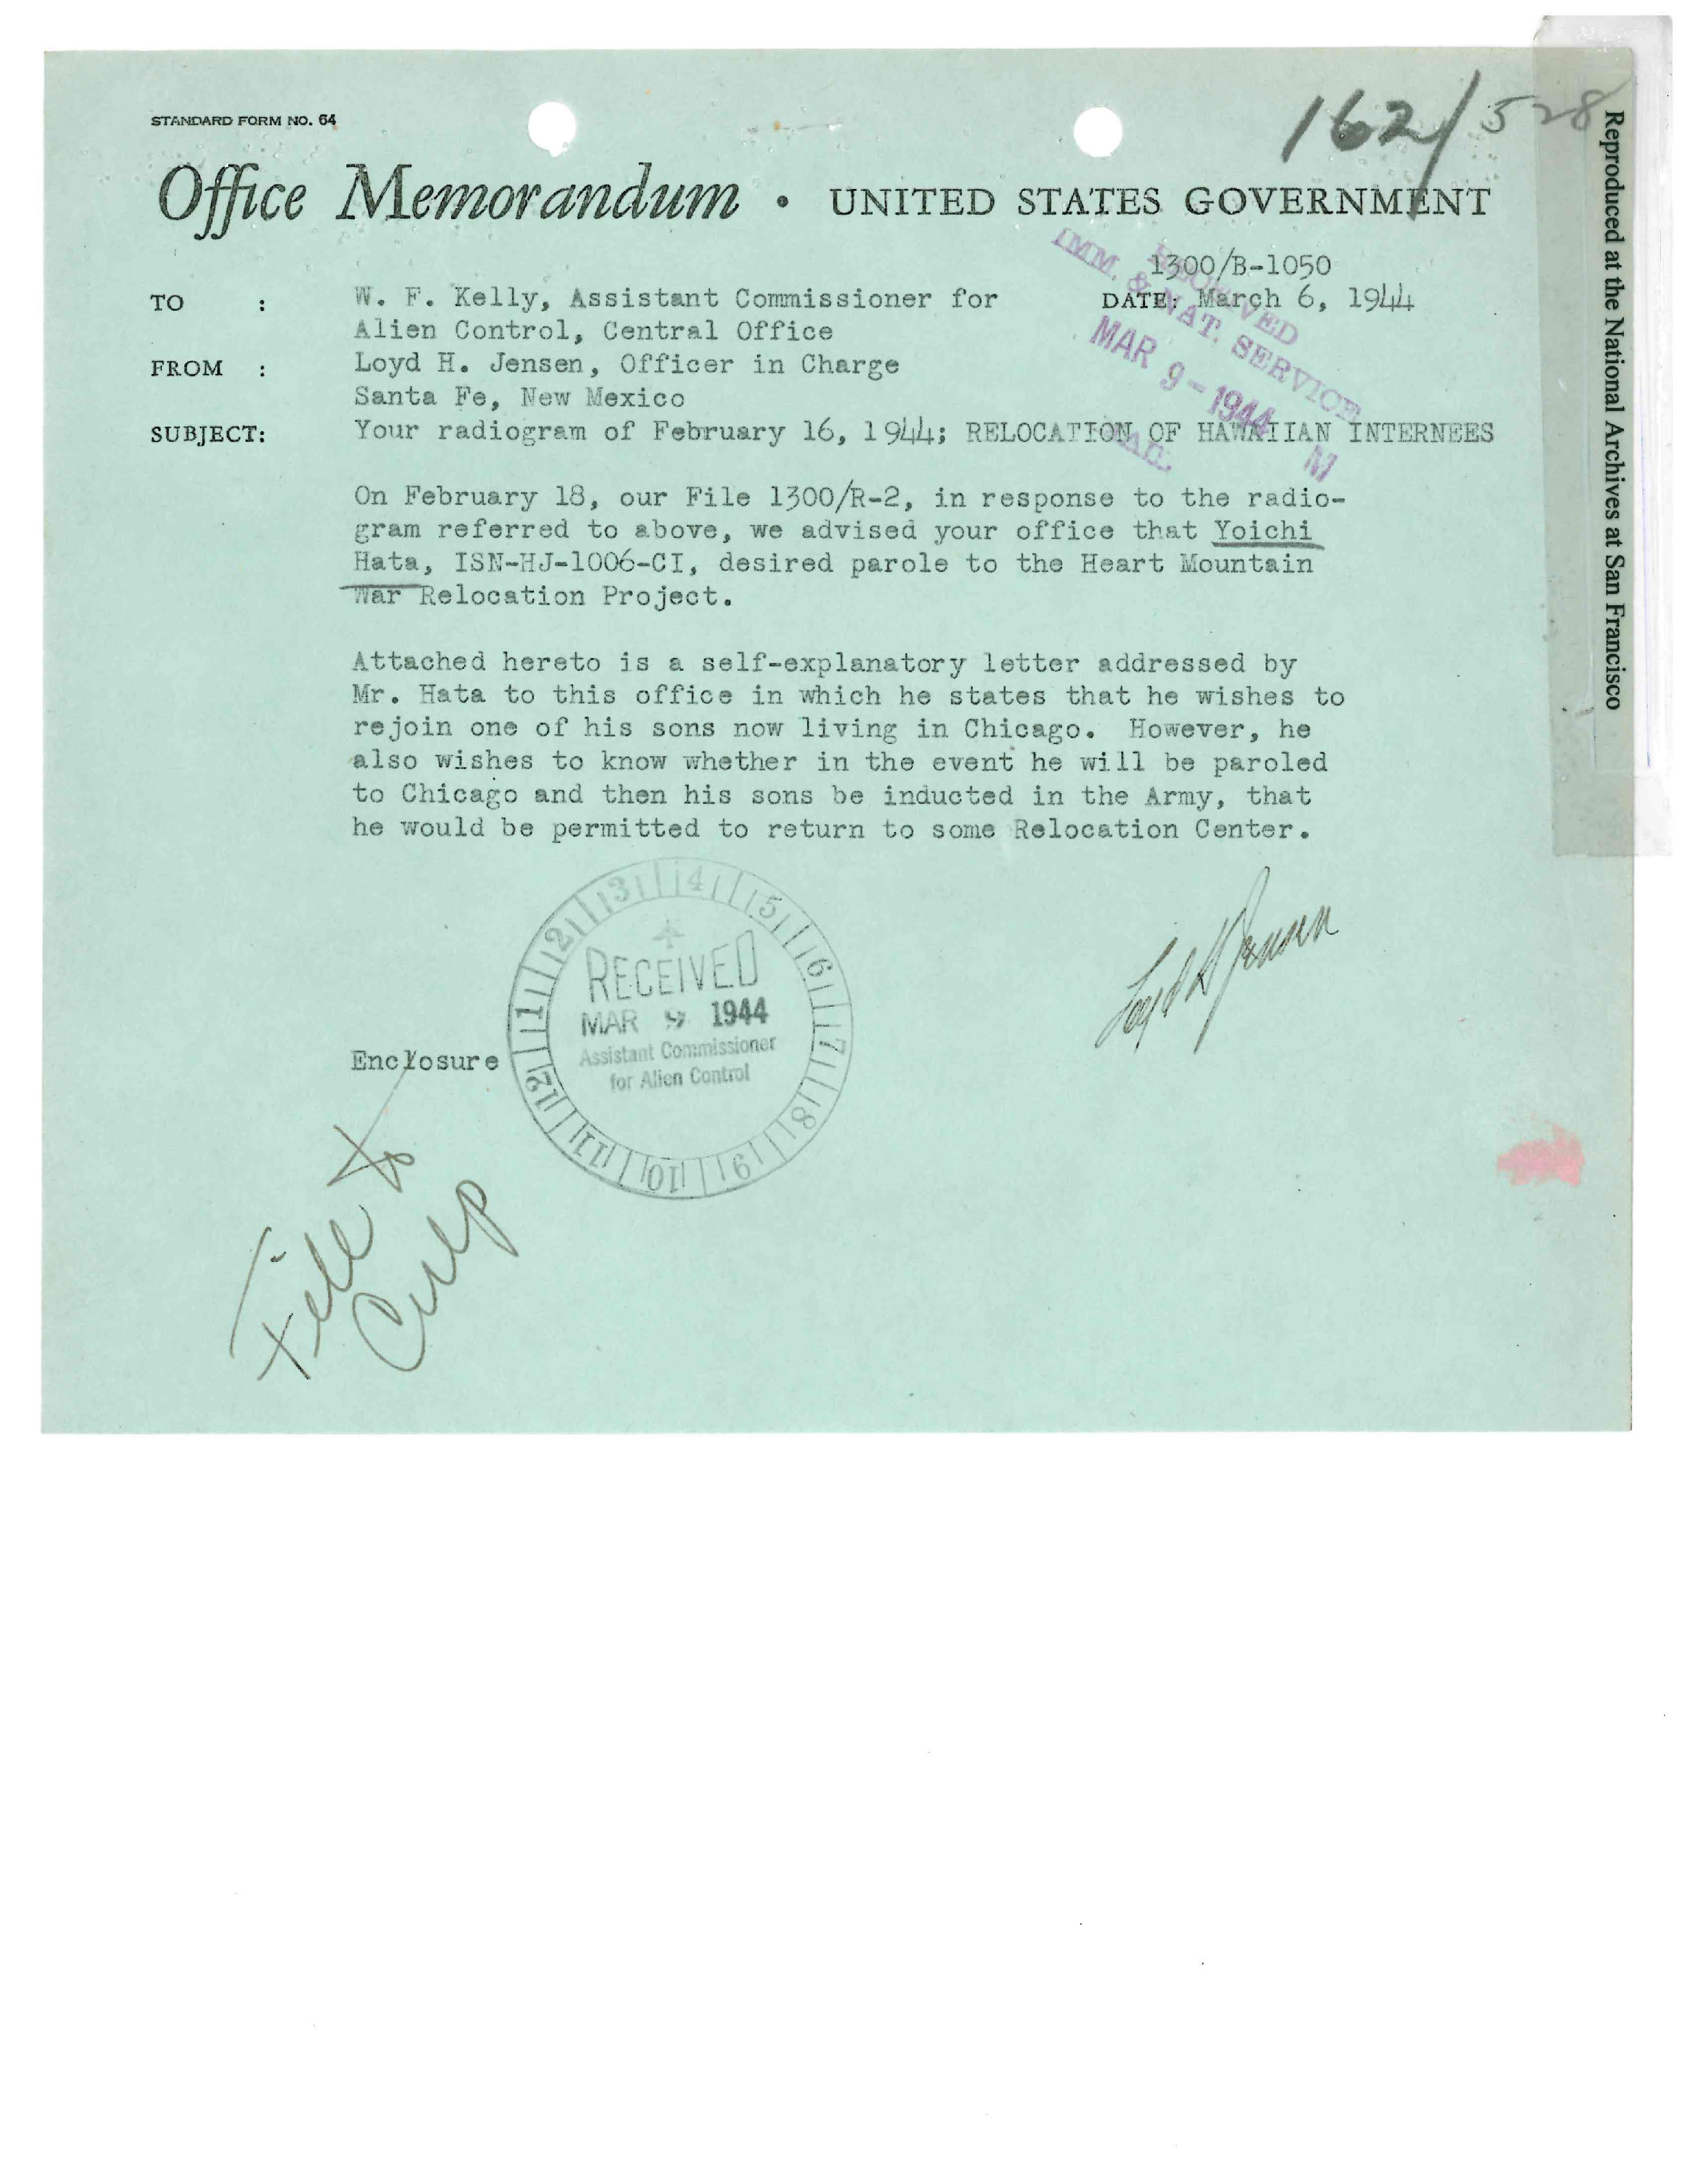 162/528
STANDARD FORM NO. 64
Office Memorandum • UNITED STATES GOVERNMENT
1300/B-1050
TO : W. F. Kelly, Assistant Commissioner for DATE: March 6, 1944
Alien Control, Central Office
FROM : Loyd H. Jensen, Officer in Charge
Santa Fe, New Mexico
SUBJECT: Your radiogram of February 16, 1944; RELOCATION OF HAWAIIAN INTERNEES
RECEIVED
IMM. & NAT. SERVICE
MAR 9 - 1944 M
On February 18, our File 1300/R-2, in response to the radio-
gram referred to above, we advised your office that Yoichi
Hata, ISN-HJ-1006-CI, desired parole to the Heart Mountain
War Relocation Project.
Attached hereto is a self-explanatory letter addressed by
Mr. Hata to this office in which he states that he wishes to
rejoin one of his sons now living in Chicago. However, he
also wishes to know whether in the event he will be paroled
to Chicago and then his sons be inducted in the Army, that
he would be permitted to return to some Relocation Center.
Loyd H Jensen
Enclosure
1 2 3 4 5 6 7 8 9 10 11 12
RECEIVED
MAR 9 1944
Assistant Commissioner
for Alien Control
File to
Culp
Reproduced at the National Archives at San Francisco